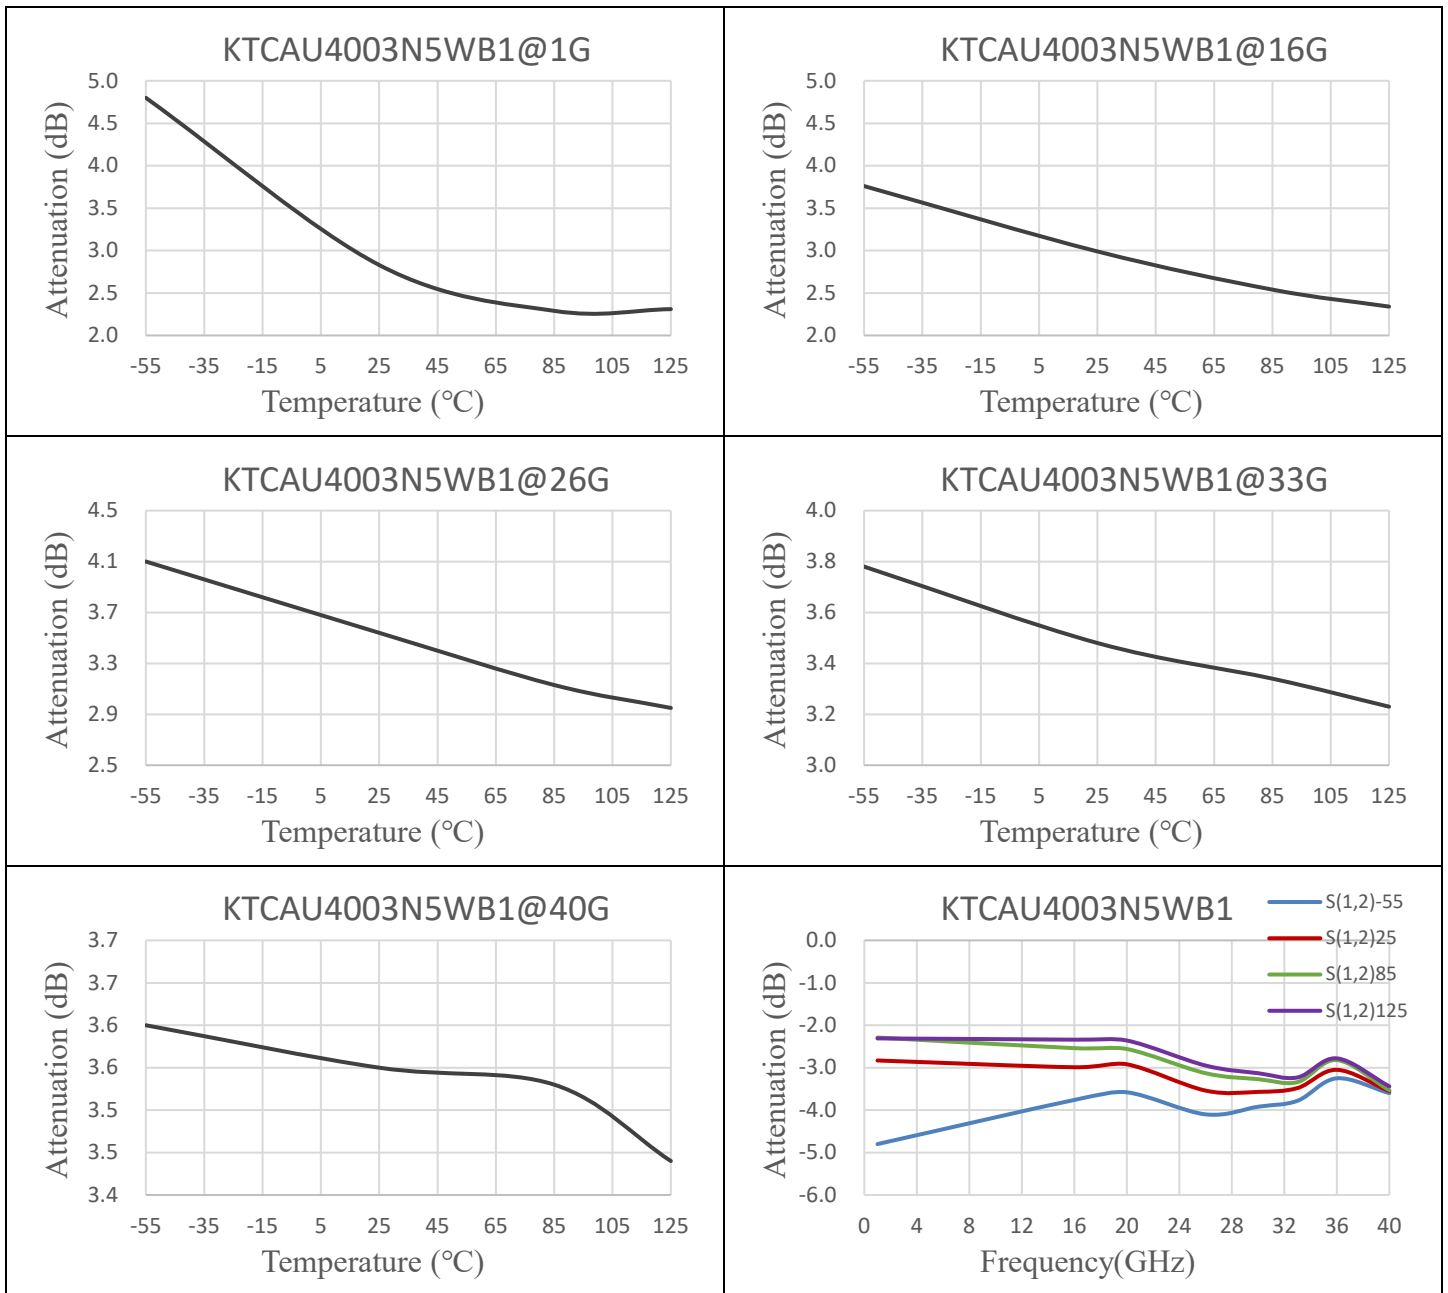 KTCAU4003N5WB1@1G
Attenuation (dB)
5.0
4.5
4.0
3.5
3.0
2.5
2.0
-55 -35 -15 5 25 45 65 85 105 125
Temperature (℃)
KTCAU4003N5WB1@16G
Attenuation (dB)
5.0
4.5
4.0
3.5
3.0
2.5
2.0
-55 -35 -15 5 25 45 65 85 105 125
Temperature (℃)
KTCAU4003N5WB1@26G
Attenuation (dB)
4.5
4.1
3.7
3.3
2.9
2.5
-55 -35 -15 5 25 45 65 85 105 125
Temperature (℃)
KTCAU4003N5WB1@33G
Attenuation (dB)
4.0
3.8
3.6
3.4
3.2
3.0
-55 -35 -15 5 25 45 65 85 105 125
Temperature (℃)
KTCAU4003N5WB1@40G
Attenuation (dB)
3.7
3.7
3.6
3.6
3.5
3.5
3.4
-55 -35 -15 5 25 45 65 85 105 125
Temperature (℃)
KTCAU4003N5WB1
S(1,2)-55
S(1,2)25
S(1,2)85
S(1,2)125
Attenuation (dB)
0.0
-1.0
-2.0
-3.0
-4.0
-5.0
-6.0
0 4 8 12 16 20 24 28 32 36 40
Frequency(GHz)